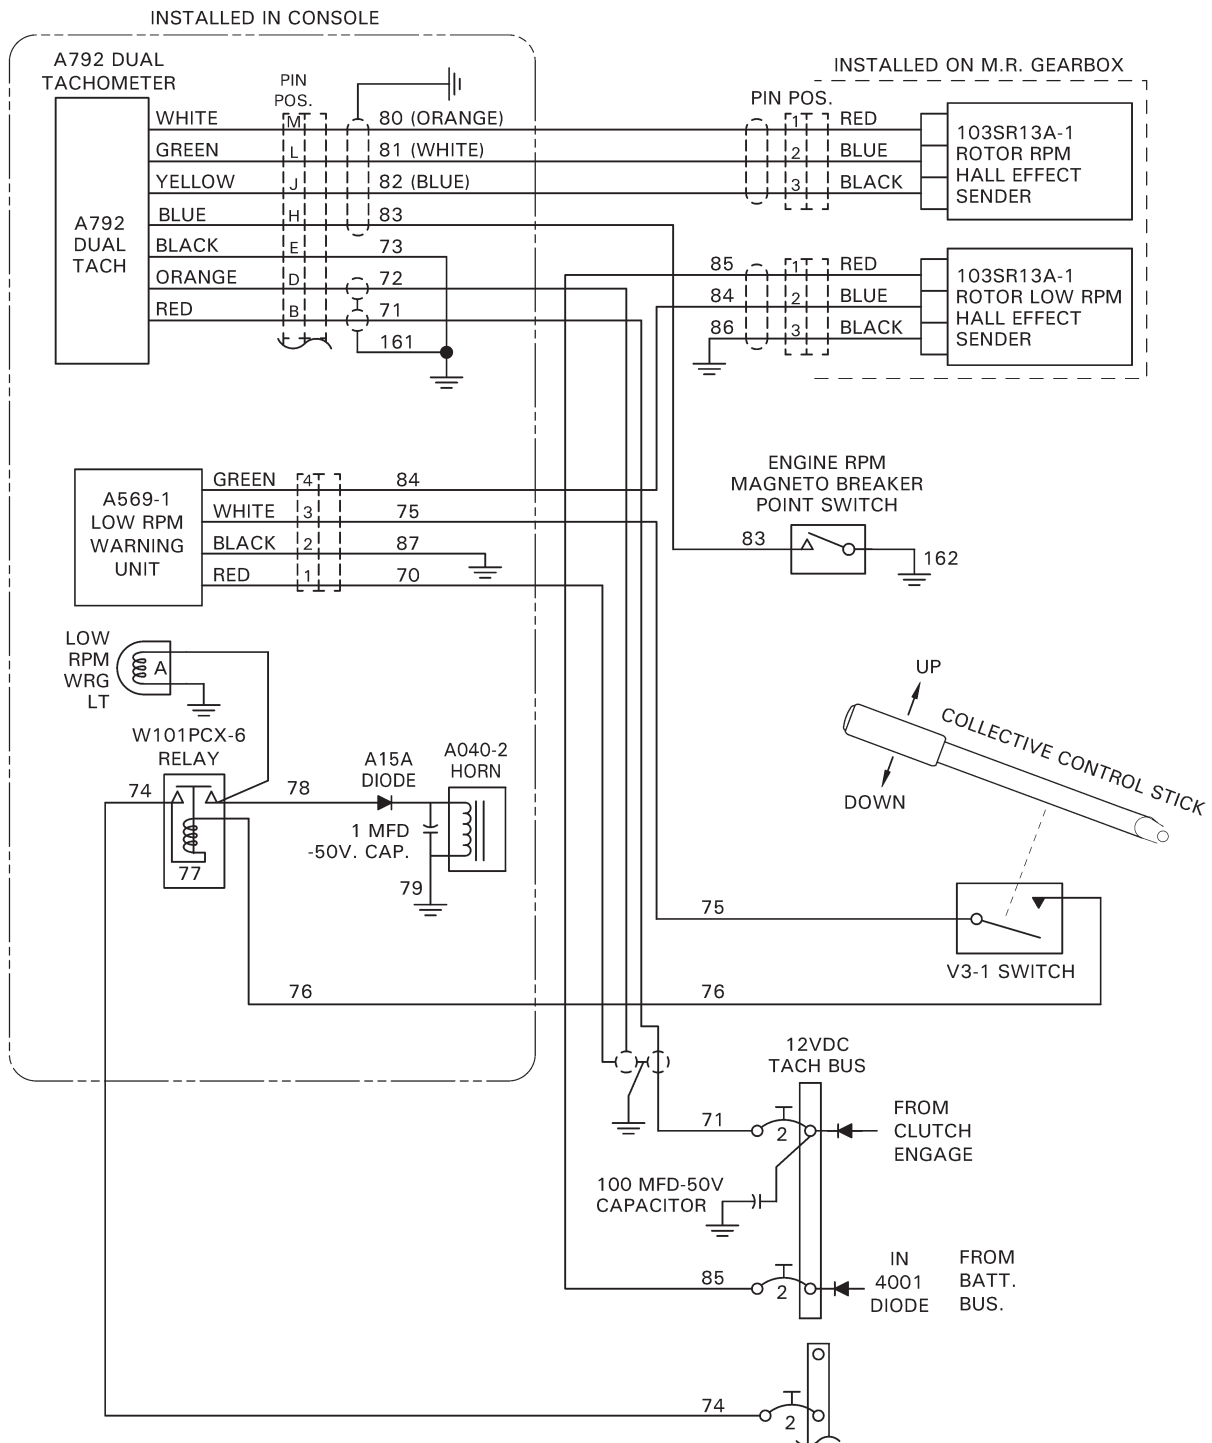 INSTALLED IN CONSOLE
A792 DUAL
TACHOMETER
A792
DUAL
TACH
PIN
POS.
WHITE M 80 (ORANGE)
GREEN L 81 (WHITE)
YELLOW J 82 (BLUE)
BLUE H 83
BLACK E 73
ORANGE D 72
RED B 71
161
INSTALLED ON M.R. GEARBOX
PIN POS.
1 RED
2 BLUE
3 BLACK
103SR13A-1
ROTOR RPM
HALL EFFECT
SENDER
85 1 RED
84 2 BLUE
86 3 BLACK
103SR13A-1
ROTOR LOW RPM
HALL EFFECT
SENDER
A569-1
LOW RPM
WARNING
UNIT
GREEN 4 84
WHITE 3 75
BLACK 2 87
RED 1 70
ENGINE RPM
MAGNETO BREAKER
POINT SWITCH
83
162
LOW
RPM
WRG
LT
A
W101PCX-6
RELAY
74
77
78
A15A
DIODE
A040-2
HORN
1 MFD
-50V. CAP.
79
UP
DOWN
COLLECTIVE CONTROL STICK
75
V3-1 SWITCH
76
76
12VDC
TACH BUS
71
2
FROM
CLUTCH
ENGAGE
100 MFD-50V
CAPACITOR
85
2
IN
4001
DIODE
FROM
BATT.
BUS.
74
2